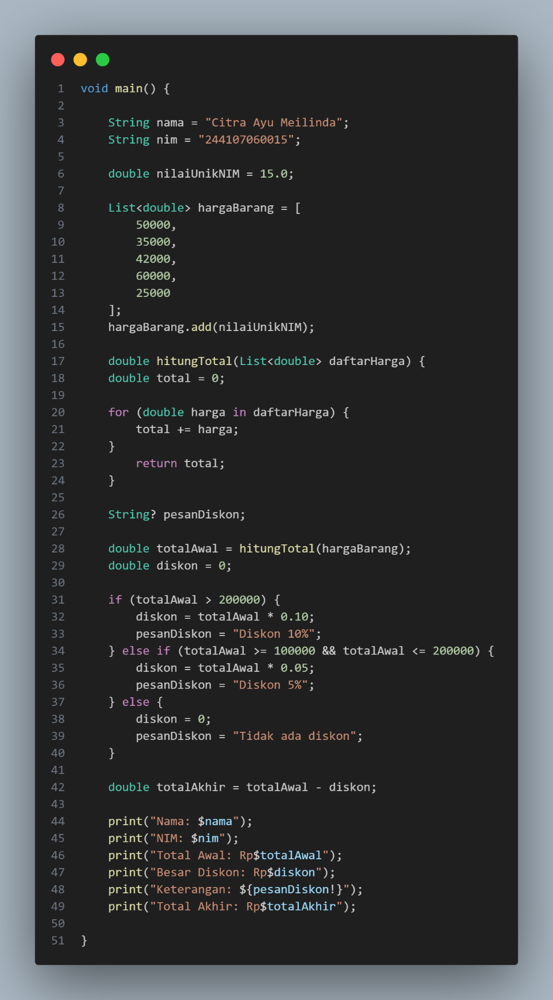 1 void main() {
2
3     String nama = "Citra Ayu Meilinda";
4     String nim = "244107060015";
5
6     double nilaiUnikNIM = 15.0;
7
8     List<double> hargaBarang = [
9         50000,
10         35000,
11         42000,
12         60000,
13         25000
14     ];
15     hargaBarang.add(nilaiUnikNIM);
16
17     double hitungTotal(List<double> daftarHarga) {
18     double total = 0;
19
20     for (double harga in daftarHarga) {
21         total += harga;
22     }
23         return total;
24     }
25
26     String? pesanDiskon;
27
28     double totalAwal = hitungTotal(hargaBarang);
29     double diskon = 0;
30
31     if (totalAwal > 200000) {
32         diskon = totalAwal * 0.10;
33         pesanDiskon = "Diskon 10%";
34     } else if (totalAwal >= 100000 && totalAwal <= 200000) {
35         diskon = totalAwal * 0.05;
36         pesanDiskon = "Diskon 5%";
37     } else {
38         diskon = 0;
39         pesanDiskon = "Tidak ada diskon";
40     }
41
42     double totalAkhir = totalAwal - diskon;
43
44     print("Nama: $nama");
45     print("NIM: $nim");
46     print("Total Awal: Rp$totalAwal");
47     print("Besar Diskon: Rp$diskon");
48     print("Keterangan: ${pesanDiskon!}");
49     print("Total Akhir: Rp$totalAkhir");
50
51 }